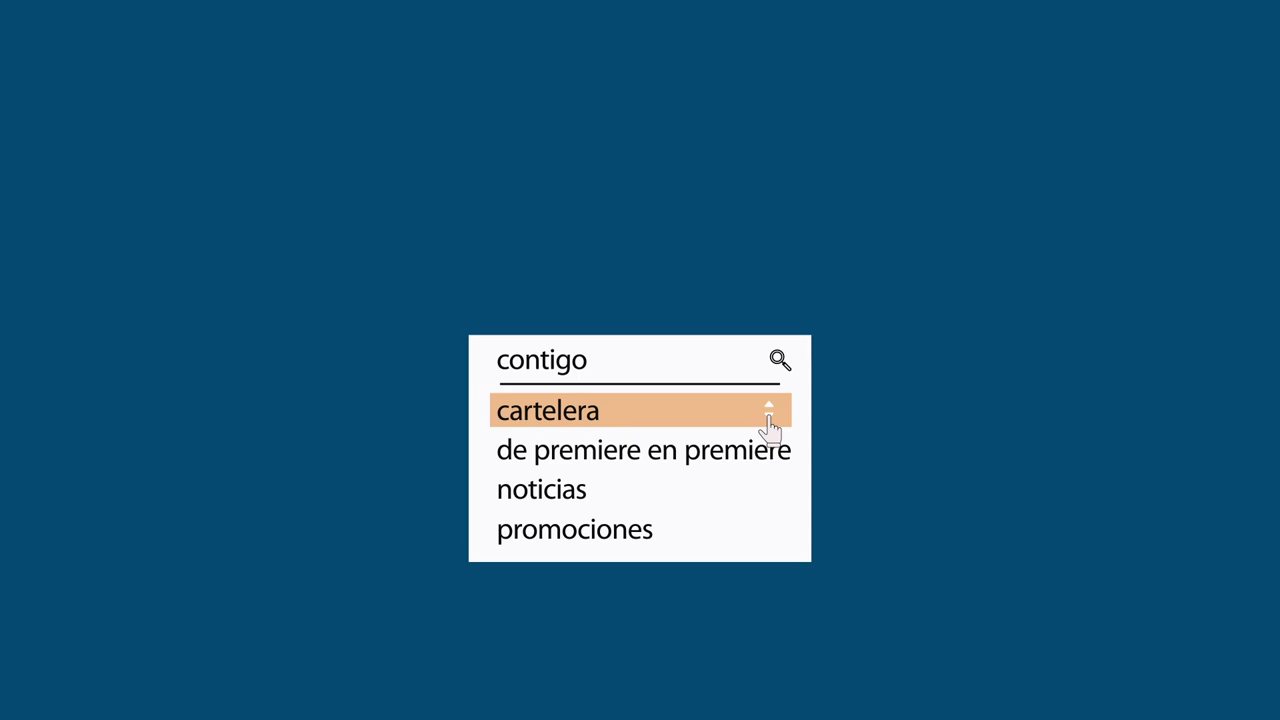 contigo
cartelera
de premiere en premiere
noticias
promociones